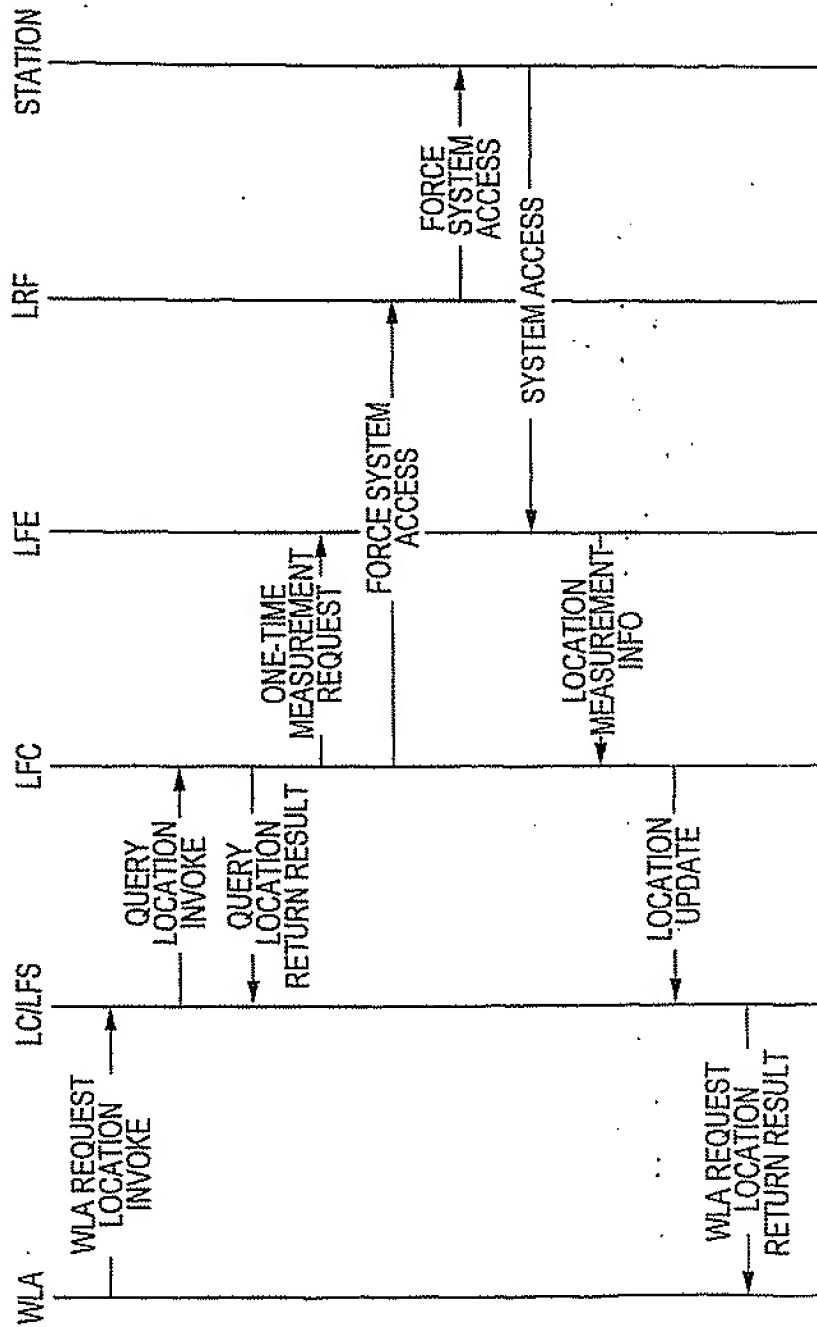 WLA
LC/LFS
LFC
LFE
LRF
STATION
WLA REQUEST
LOCATION
INVOKE
QUERY
LOCATION
INVOKE
QUERY
LOCATION
RETURN RESULT
ONE-TIME
MEASUREMENT
REQUEST
FORCE SYSTEM
ACCESS
FORCE
SYSTEM
ACCESS
SYSTEM ACCESS
LOCATION
MEASUREMENT
INFO
LOCATION
UPDATE
WLA REQUEST
LOCATION
RETURN RESULT